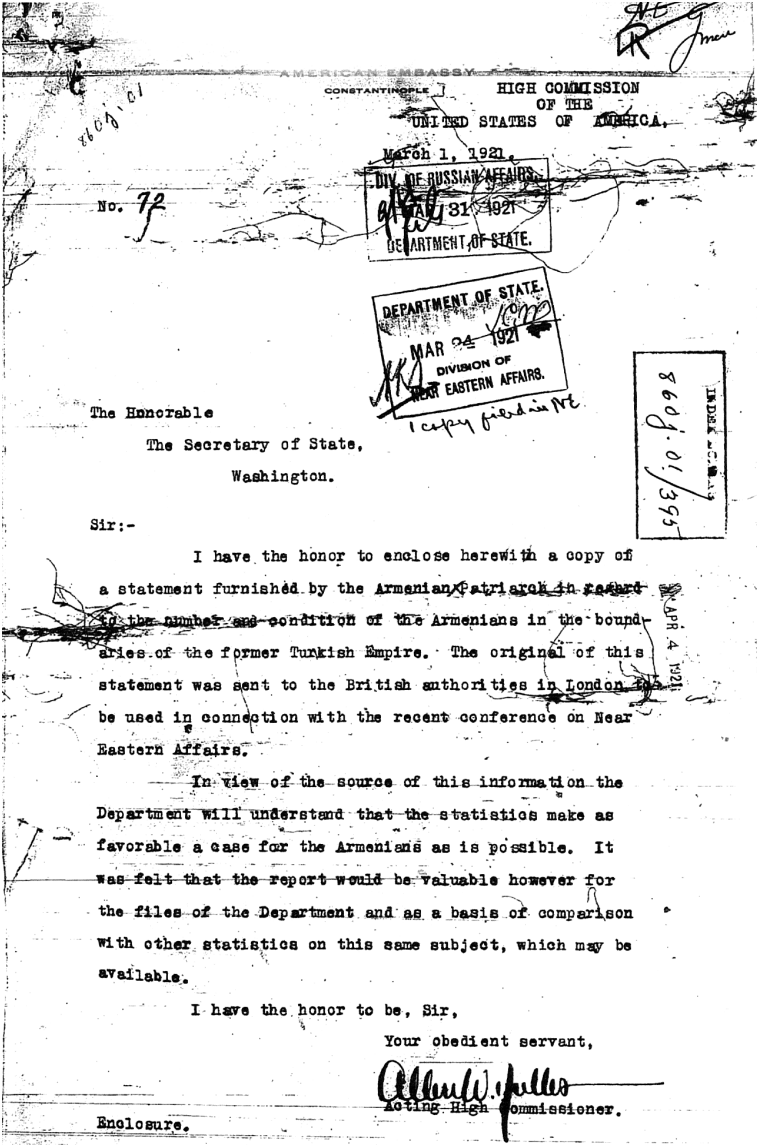 AMERICAN EMBASSY
CONSTANTINOPLE
HIGH COMMISSION
OF THE
UNITED STATES OF AMERICA.
860j.01
March 1, 1921.
No. 72
DIV. OF RUSSIAN AFFAIRS.
MAR 31 1921
DEPARTMENT OF STATE.
DEPARTMENT OF STATE.
MAR 24 1921
DIVISION OF
NEAR EASTERN AFFAIRS.
1 copy filed in NE
860j.01/395
The Honorable
The Secretary of State,
Washington.
Sir:-
I have the honor to enclose herewith a copy of
a statement furnished by the Armenian Patriarch in regard
to the number and condition of the Armenians in the bound-
aries of the former Turkish Empire. The original of this
statement was sent to the British authorities in London to
be used in connection with the recent conference on Near
Eastern Affairs.
APR. 4 1921
In view of the source of this information the
Department will understand that the statistics make as
favorable a case for the Armenians as is possible. It
was felt that the report would be valuable however for
the files of the Department and as a basis of comparison
with other statistics on this same subject, which may be
available.
I have the honor to be, Sir,
Your obedient servant,
Allen W. Dulles
Acting High Commissioner.
Enclosure.